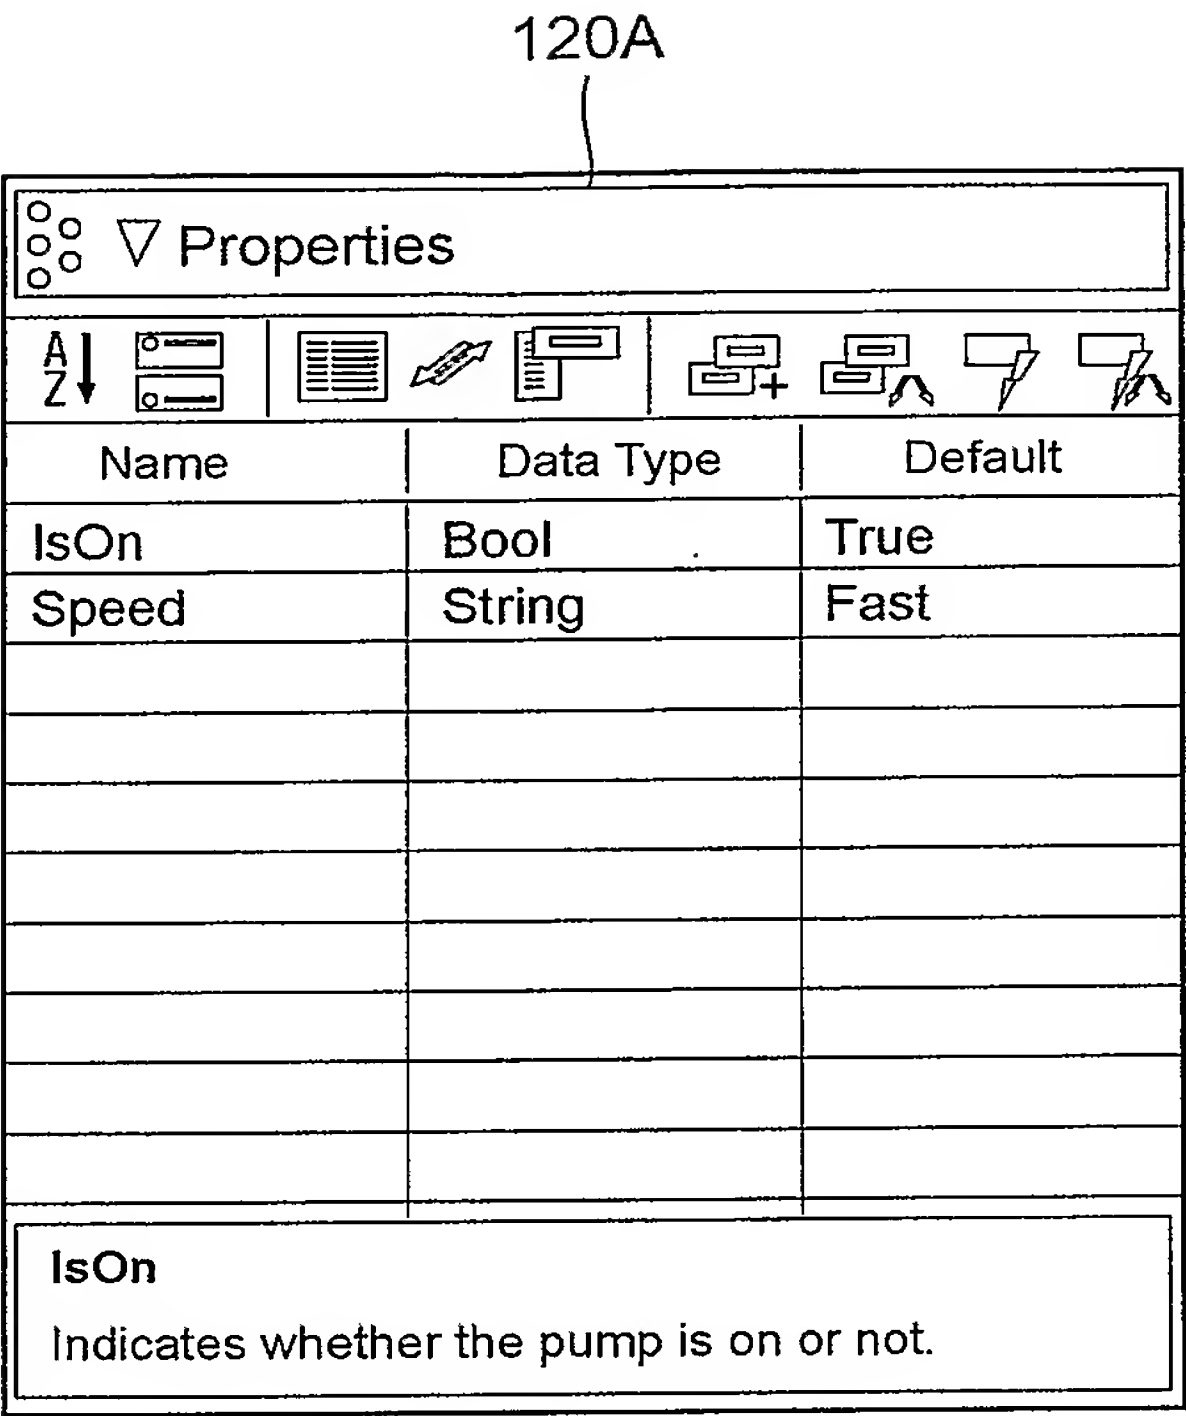 120A
Properties
A
Z
Name Data Type Default
IsOn Bool True
Speed String Fast
IsOn
Indicates whether the pump is on or not.